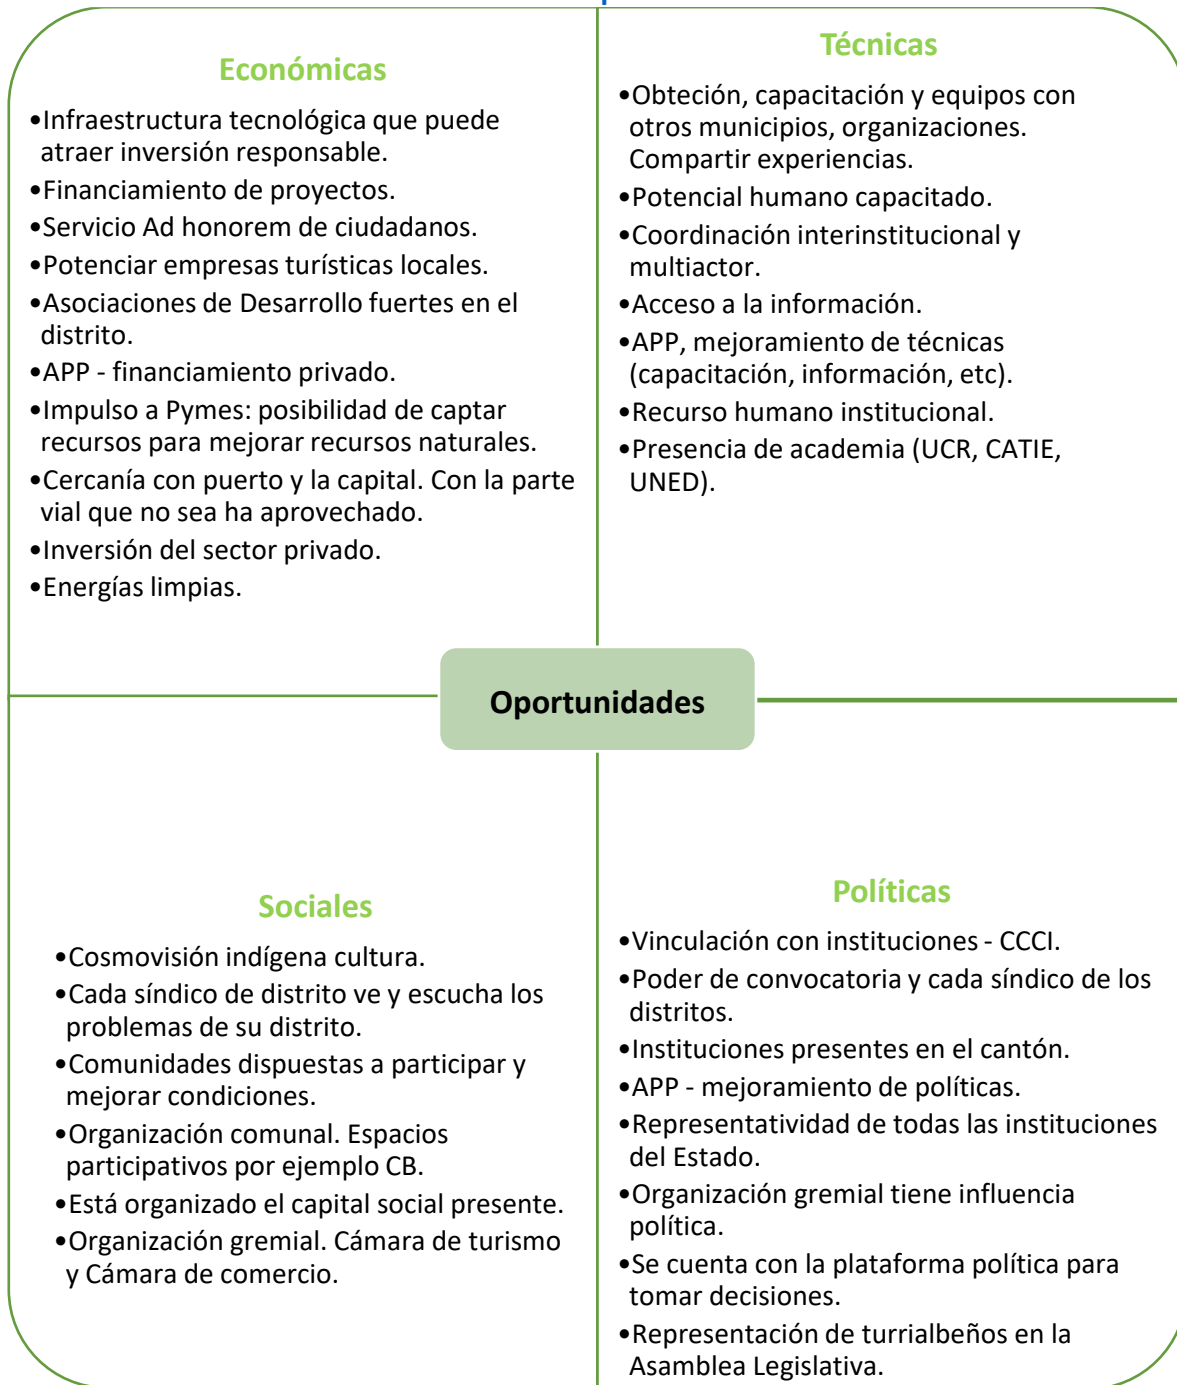 Económicas
•Infraestructura tecnológica que puede
atraer inversión responsable.
•Financiamiento de proyectos.
•Servicio Ad honorem de ciudadanos.
•Potenciar empresas turísticas locales.
•Asociaciones de Desarrollo fuertes en el
distrito.
•APP - financiamiento privado.
•Impulso a Pymes: posibilidad de captar
recursos para mejorar recursos naturales.
•Cercanía con puerto y la capital. Con la parte
vial que no sea ha aprovechado.
•Inversión del sector privado.
•Energías limpias.
Técnicas
•Obteción, capacitación y equipos con
otros municipios, organizaciones.
Compartir experiencias.
•Potencial humano capacitado.
•Coordinación interinstitucional y
multiactor.
•Acceso a la información.
•APP, mejoramiento de técnicas
(capacitación, información, etc).
•Recurso humano institucional.
•Presencia de academia (UCR, CATIE,
UNED).
Oportunidades
Sociales
•Cosmovisión indígena cultura.
•Cada síndico de distrito ve y escucha los
problemas de su distrito.
•Comunidades dispuestas a participar y
mejorar condiciones.
•Organización comunal. Espacios
participativos por ejemplo CB.
•Está organizado el capital social presente.
•Organización gremial. Cámara de turismo
y Cámara de comercio.
Políticas
•Vinculación con instituciones - CCCI.
•Poder de convocatoria y cada síndico de los
distritos.
•Instituciones presentes en el cantón.
•APP - mejoramiento de políticas.
•Representatividad de todas las instituciones
del Estado.
•Organización gremial tiene influencia
política.
•Se cuenta con la plataforma política para
tomar decisiones.
•Representación de turrialbeños en la
Asamblea Legislativa.